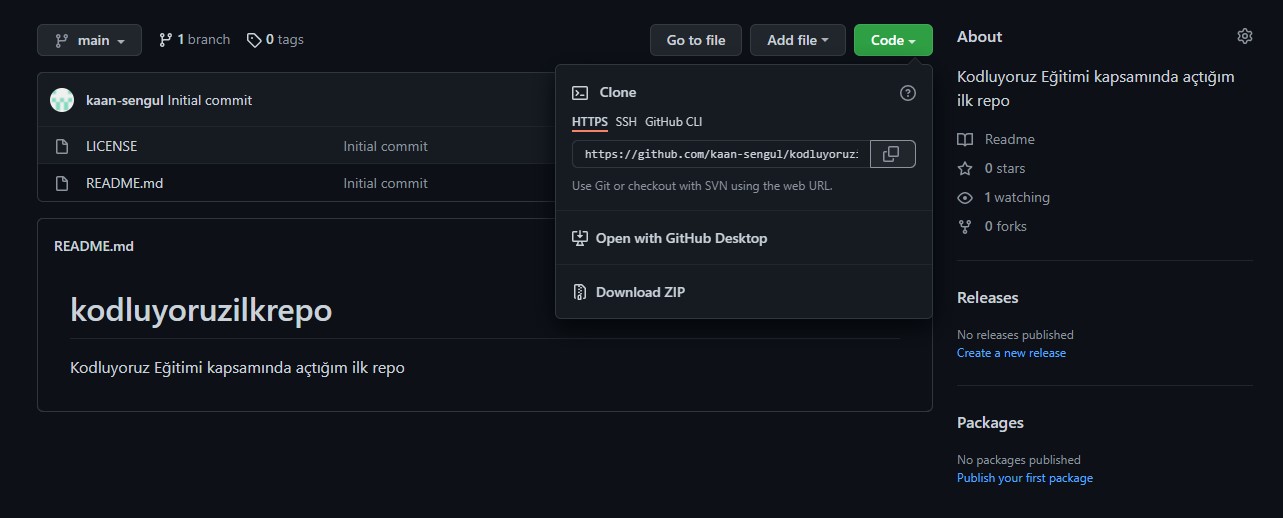 main
1 branch
0 tags
Go to file
Add file
Code
kaan-sengul Initial commit
LICENSE Initial commit
README.md Initial commit
README.md
kodluyoruzilkrepo
Kodluyoruz Eğitimi kapsamında açtığım ilk repo
Clone
HTTPS SSH GitHub CLI
https://github.com/kaan-sengul/kodluyoruzi
Use Git or checkout with SVN using the web URL.
Open with GitHub Desktop
Download ZIP
About
Kodluyoruz Eğitimi kapsamında açtığım
ilk repo
Readme
0 stars
1 watching
0 forks
Releases
No releases published
Create a new release
Packages
No packages published
Publish your first package